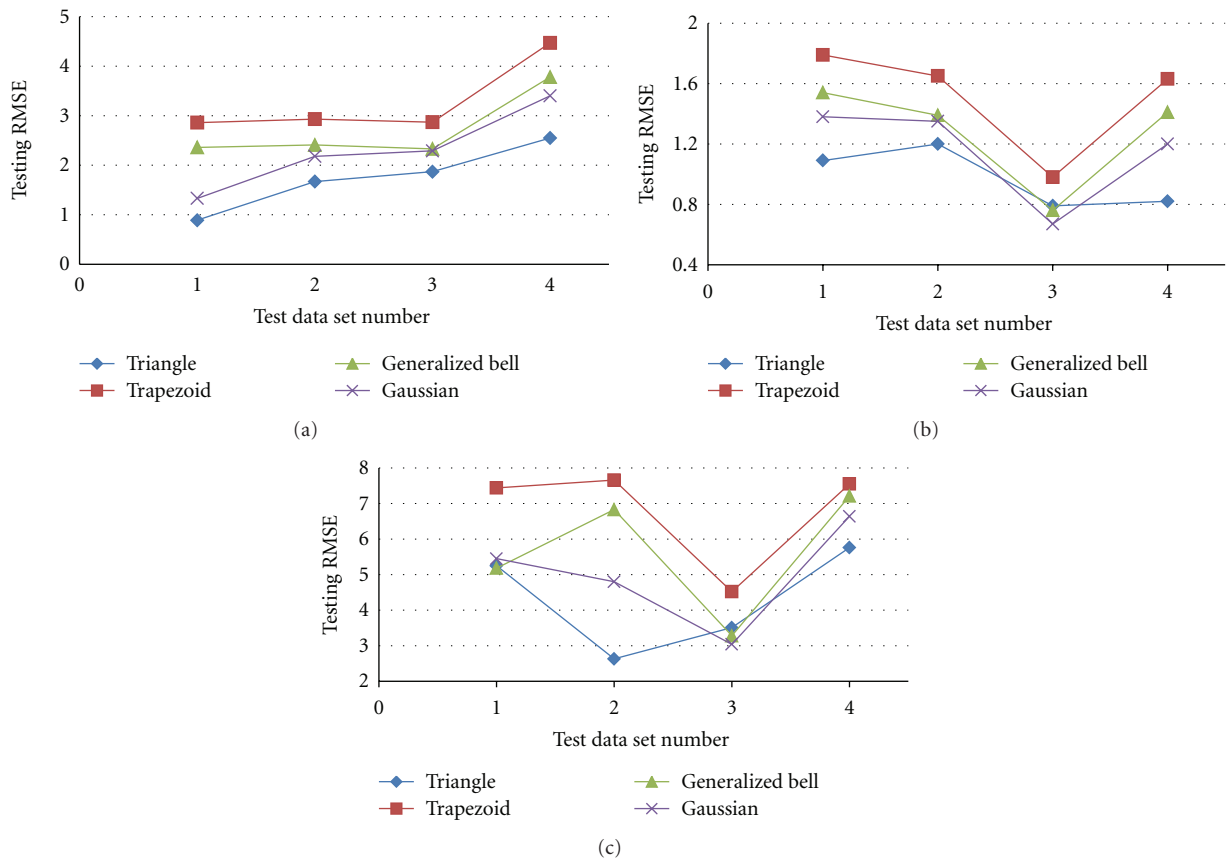 5
4
3
2
1
0
Testing RMSE
0 1 2 3 4
Test data set number
Triangle
Trapezoid
Generalized bell
Gaussian
(a)
2
1.6
1.2
0.8
0.4
Testing RMSE
0 1 2 3 4
Test data set number
Triangle
Trapezoid
Generalized bell
Gaussian
(b)
8
7
6
5
4
3
2
Testing RMSE
0 1 2 3 4
Test data set number
Triangle
Trapezoid
Generalized bell
Gaussian
(c)